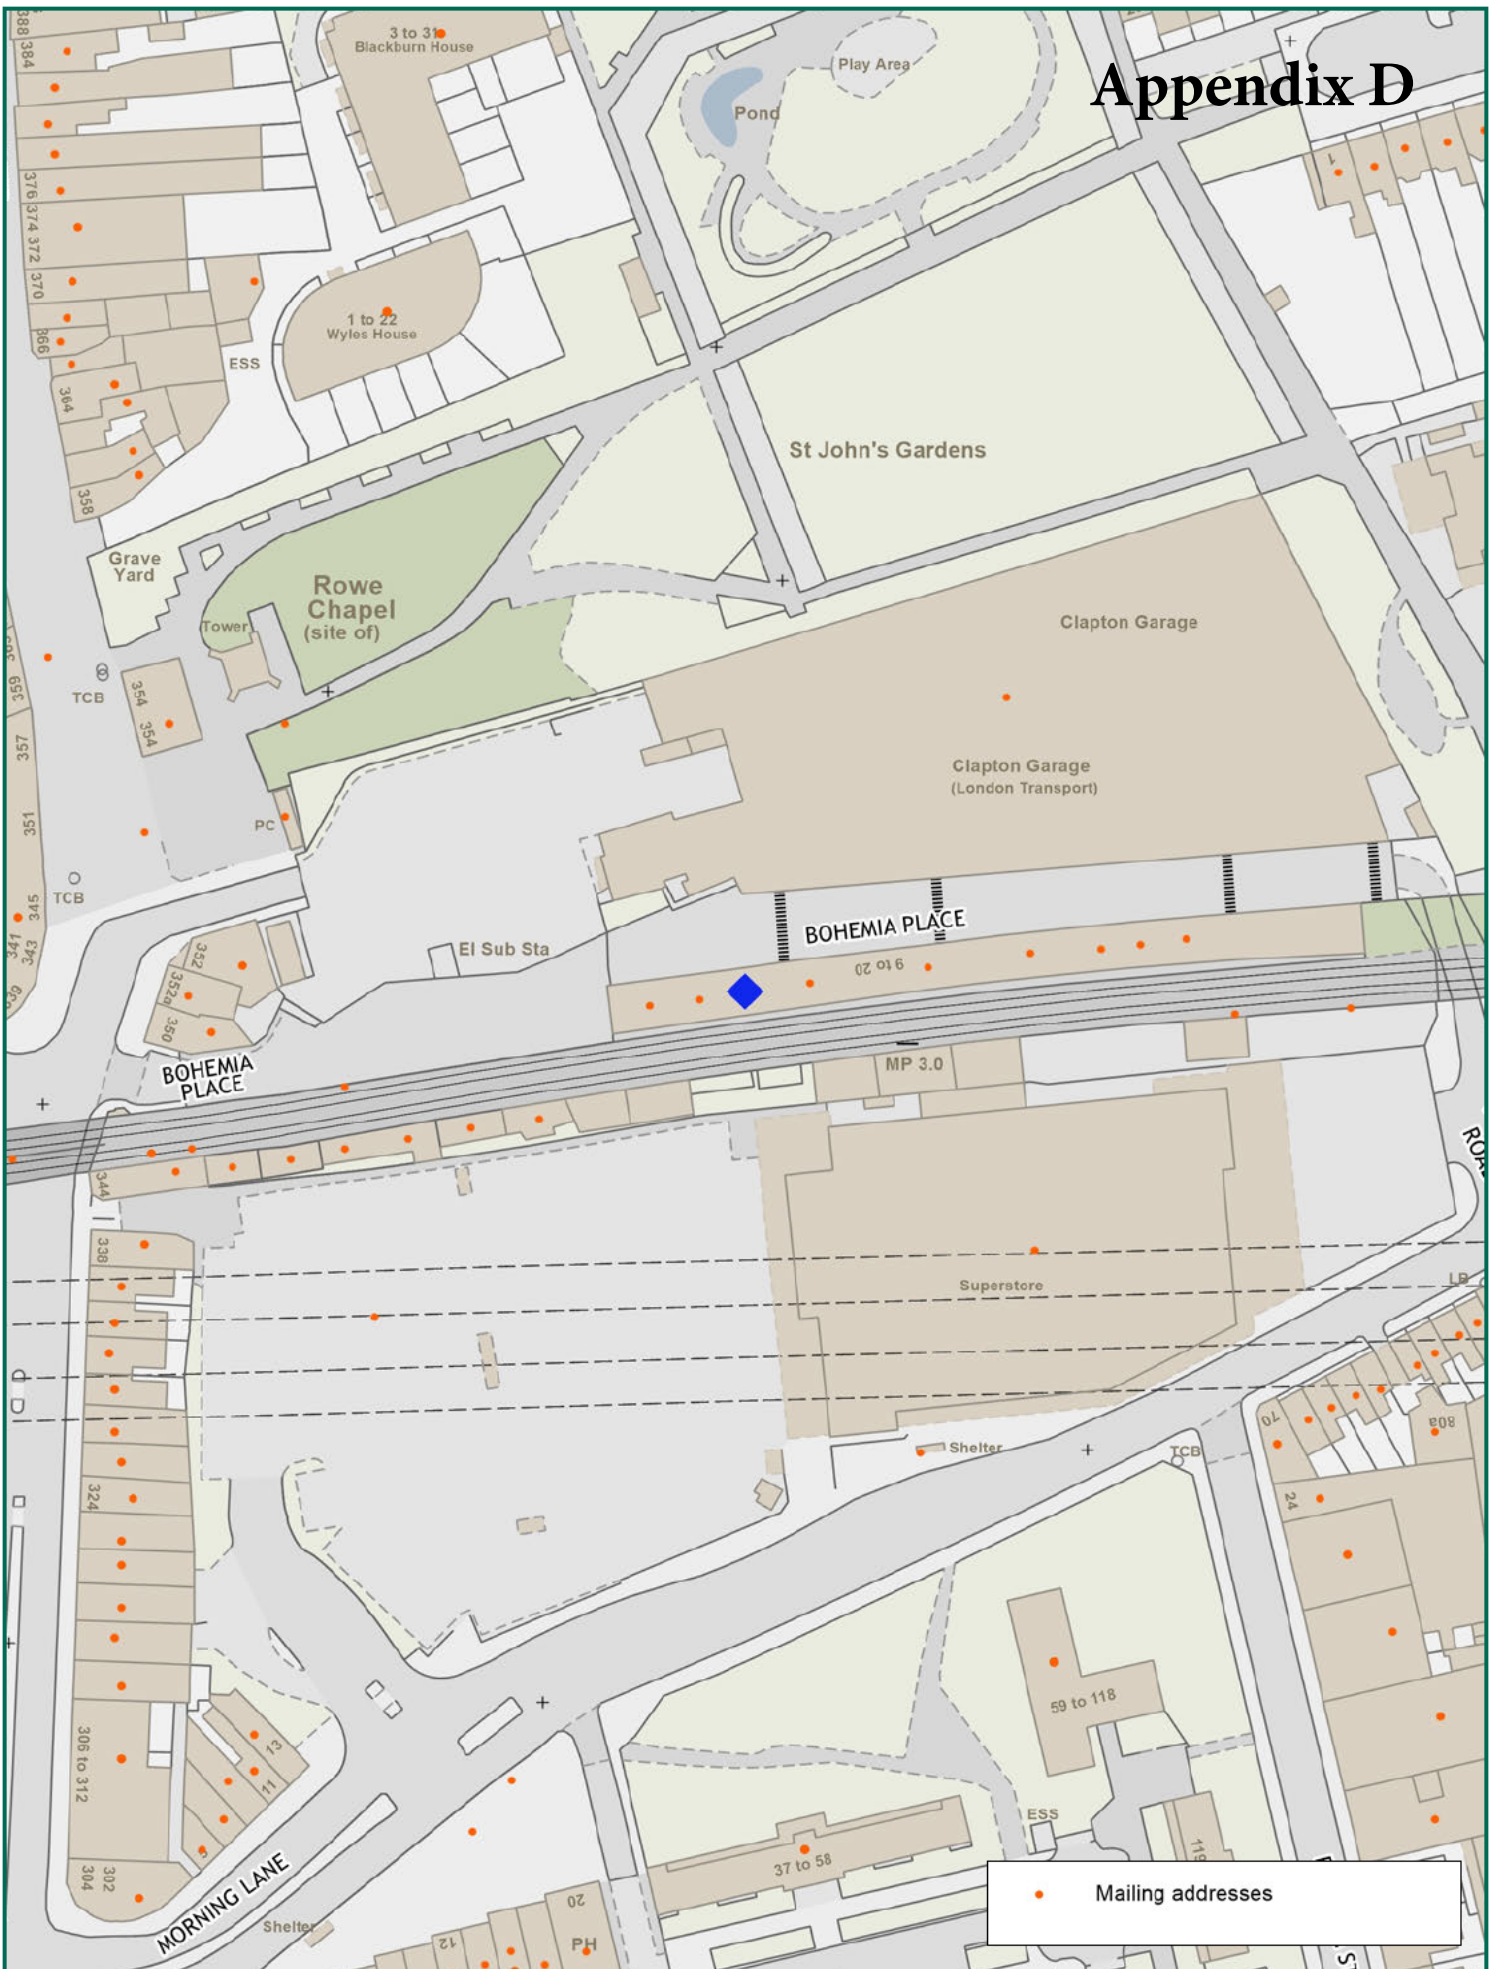 Appendix D
388
384
3 to 31
Blackburn House
Play Area
Pond
1
376
374
372
370
366
364
358
1 to 22
Wyles House
ESS
St John's Gardens
Grave
Yard
Rowe
Chapel
(site of)
Tower
Clapton Garage
TCB
354
354
359
357
351
345
343
341
PC
TCB
Clapton Garage
(London Transport)
BOHEMIA PLACE
El Sub Sta
9 to 20
352
352a
350
BOHEMIA
PLACE
MP 3.0
344
338
Superstore
LB
324
Shelter
TCB
70
80a
24
59 to 118
306 to 312
13
11
302
304
ESS
37 to 58
119
MORNING LANE
Shelter
12
20
PH
Mailing addresses